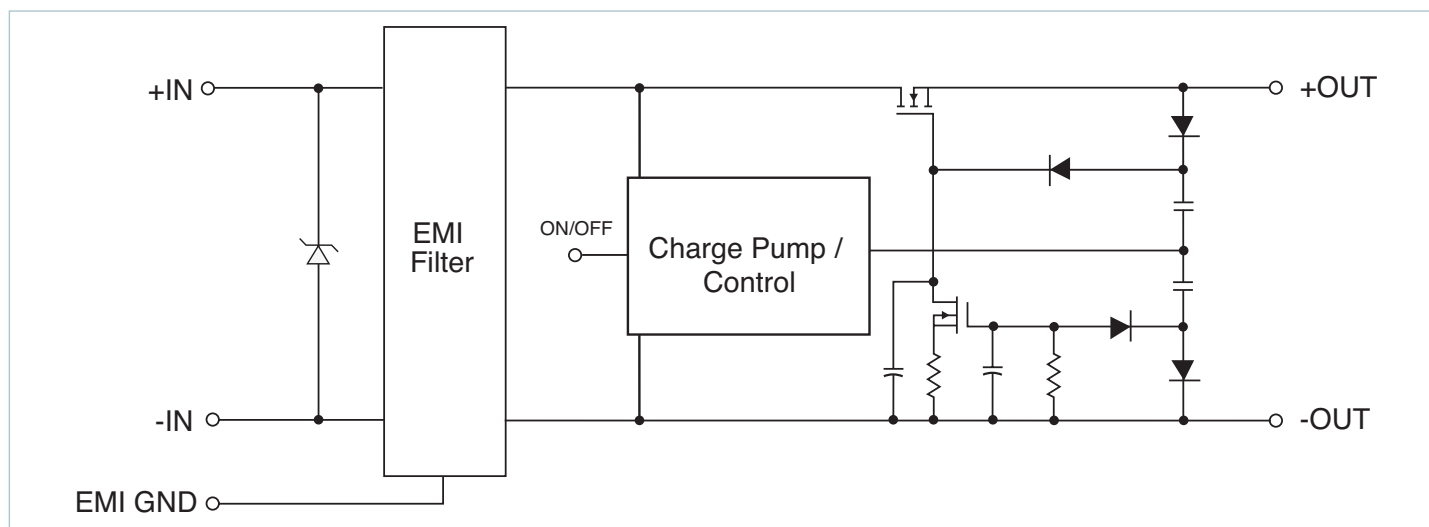 +IN
+OUT
EMI
Filter
ON/OFF
Charge Pump /
Control
-IN
-OUT
EMI GND